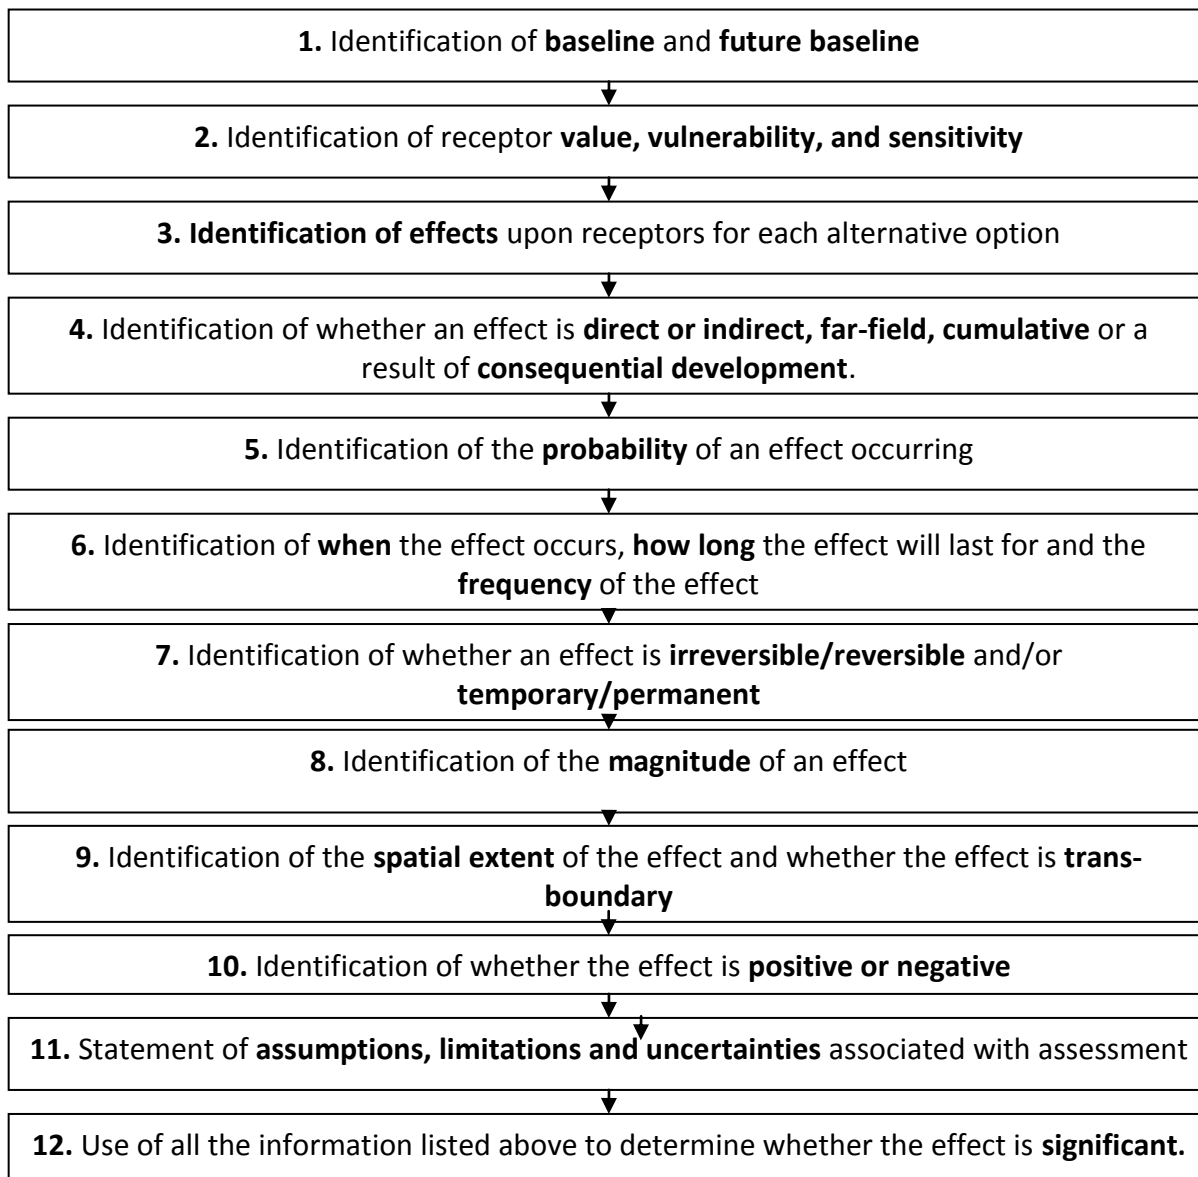 1. Identification of baseline and future baseline
2. Identification of receptor value, vulnerability, and sensitivity
3. Identification of effects upon receptors for each alternative option
4. Identification of whether an effect is direct or indirect, far-field, cumulative or a
result of consequential development.
5. Identification of the probability of an effect occurring
6. Identification of when the effect occurs, how long the effect will last for and the
frequency of the effect
7. Identification of whether an effect is irreversible/reversible and/or
temporary/permanent
8. Identification of the magnitude of an effect
9. Identification of the spatial extent of the effect and whether the effect is trans-
boundary
10. Identification of whether the effect is positive or negative
11. Statement of assumptions, limitations and uncertainties associated with assessment
12. Use of all the information listed above to determine whether the effect is significant.